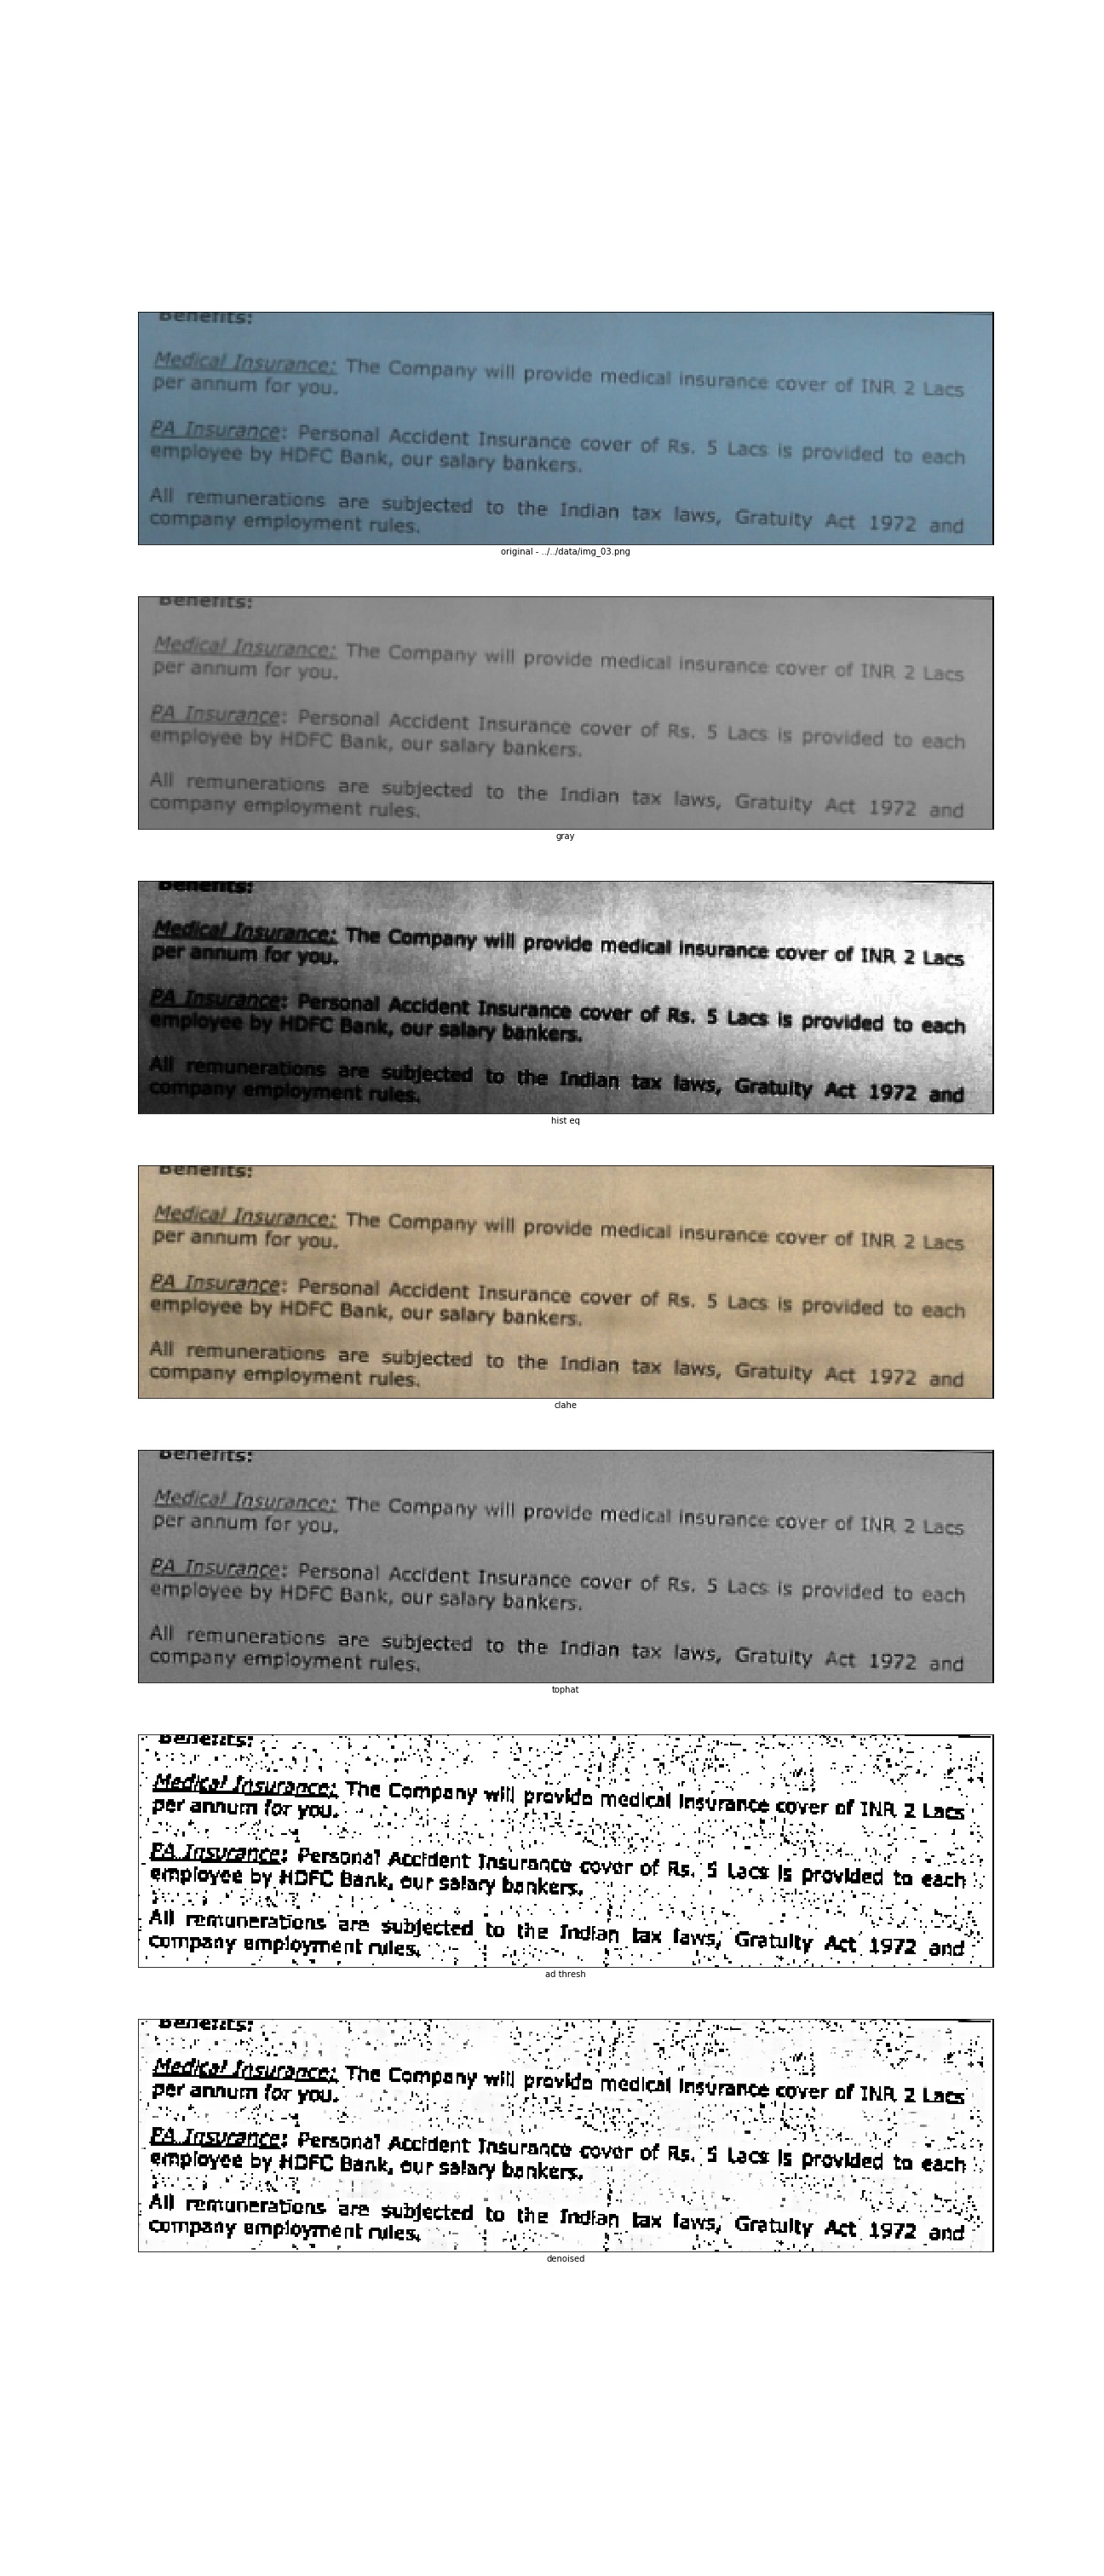 Benefits:
Medical Insurance: The Company will provide medical insurance cover of INR 2 Lacs
per annum for you.
PA Insurance: Personal Accident Insurance cover of Rs. 5 Lacs is provided to each
employee by HDFC Bank, our salary bankers.
All remunerations are subjected to the Indian tax laws, Gratuity Act 1972 and
company employment rules.
original - ../../data/img_03.png
Benefits:
Medical Insurance: The Company will provide medical insurance cover of INR 2 Lacs
per annum for you.
PA Insurance: Personal Accident Insurance cover of Rs. 5 Lacs is provided to each
employee by HDFC Bank, our salary bankers.
All remunerations are subjected to the Indian tax laws, Gratuity Act 1972 and
company employment rules.
gray
Benefits:
Medical Insurance: The Company will provide medical insurance cover of INR 2 Lacs
per annum for you.
PA Insurance: Personal Accident Insurance cover of Rs. 5 Lacs is provided to each
employee by HDFC Bank, our salary bankers.
All remunerations are subjected to the Indian tax laws, Gratuity Act 1972 and
company employment rules.
hist eq
Benefits:
Medical Insurance: The Company will provide medical insurance cover of INR 2 Lacs
per annum for you.
PA Insurance: Personal Accident Insurance cover of Rs. 5 Lacs is provided to each
employee by HDFC Bank, our salary bankers.
All remunerations are subjected to the Indian tax laws, Gratuity Act 1972 and
company employment rules.
clahe
Benefits:
Medical Insurance: The Company will provide medical insurance cover of INR 2 Lacs
per annum for you.
PA Insurance: Personal Accident Insurance cover of Rs. 5 Lacs is provided to each
employee by HDFC Bank, our salary bankers.
All remunerations are subjected to the Indian tax laws, Gratuity Act 1972 and
company employment rules.
tophat
Benefits:
Medical Insurance: The Company will provide medical insurance cover of INR 2 Lacs
per annum for you.
PA Insurance: Personal Accident Insurance cover of Rs. 5 Lacs is provided to each
employee by HDFC Bank, our salary bankers.
All remunerations are subjected to the Indian tax laws, Gratuity Act 1972 and
company employment rules.
ad thresh
Benefits:
Medical Insurance: The Company will provide medical insurance cover of INR 2 Lacs
per annum for you.
PA Insurance: Personal Accident Insurance cover of Rs. 5 Lacs is provided to each
employee by HDFC Bank, our salary bankers.
All remunerations are subjected to the Indian tax laws, Gratuity Act 1972 and
company employment rules.
denoised